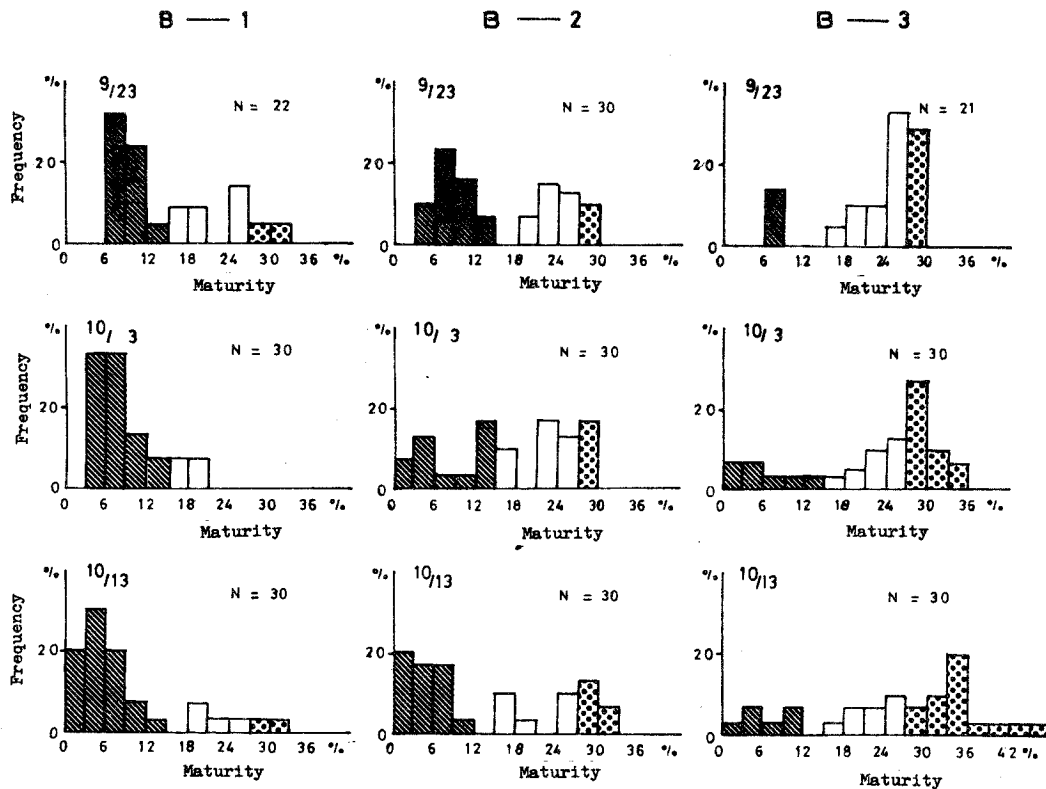 B — 1 B — 2 B — 3
% 9/23 N = 22
Frequency
20
0
0 6 12 18 24 30 36 %
Maturity
% 9/23 N = 30
20
0
0 6 12 18 24 30 36 %
Maturity
% 9/23 N = 21
20
0
0 6 12 18 24 30 36 %
Maturity
% 10/3 N = 30
Frequency
20
0
0 6 12 18 24 30 36 %
Maturity
% 10/3 N = 30
20
0
0 6 12 18 24 30 36 %
Maturity
% 10/3 N = 30
20
0
0 6 12 18 24 30 36 %
Maturity
% 10/13 N = 30
Frequency
20
0
0 6 12 18 24 30 36 %
Maturity
% 10/13 N = 30
20
0
0 6 12 18 24 30 36 %
Maturity
% 10/13 N = 30
20
0
0 6 12 18 24 30 36 42 %
Maturity